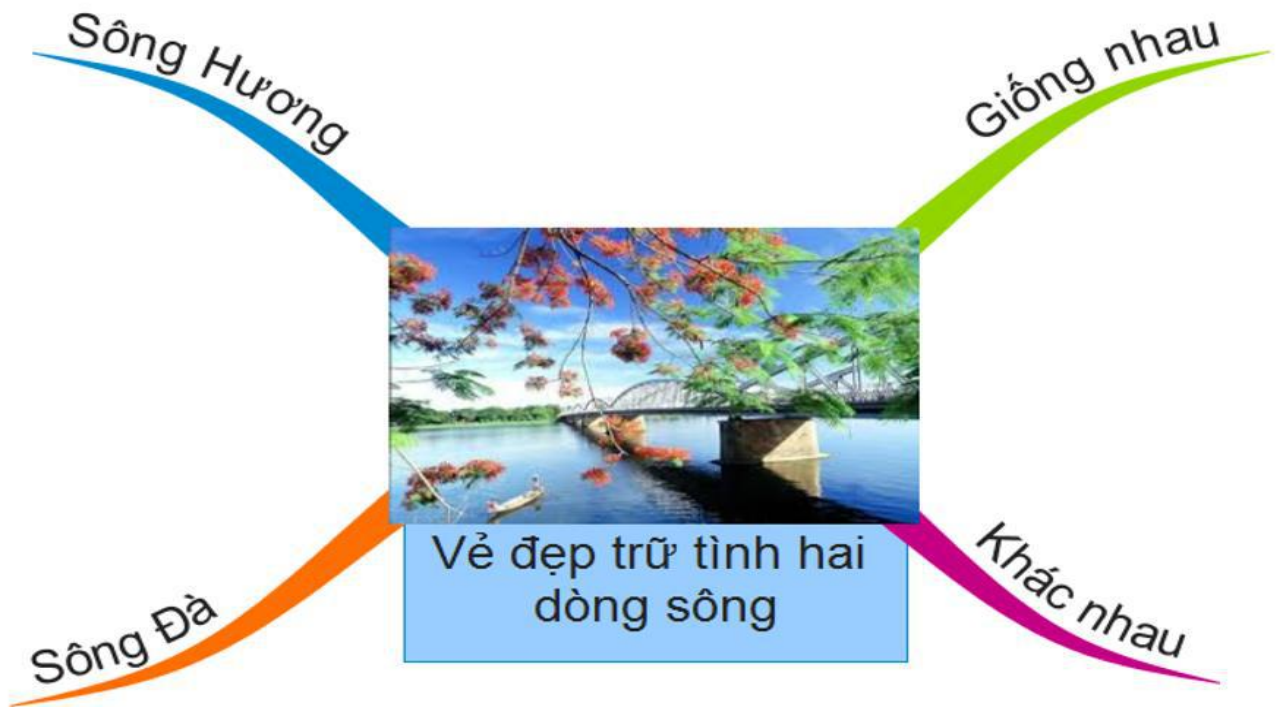 Sông Hương
Giống nhau
Vẻ đẹp trữ tình hai
dòng sông
Sông Đà
Khác nhau